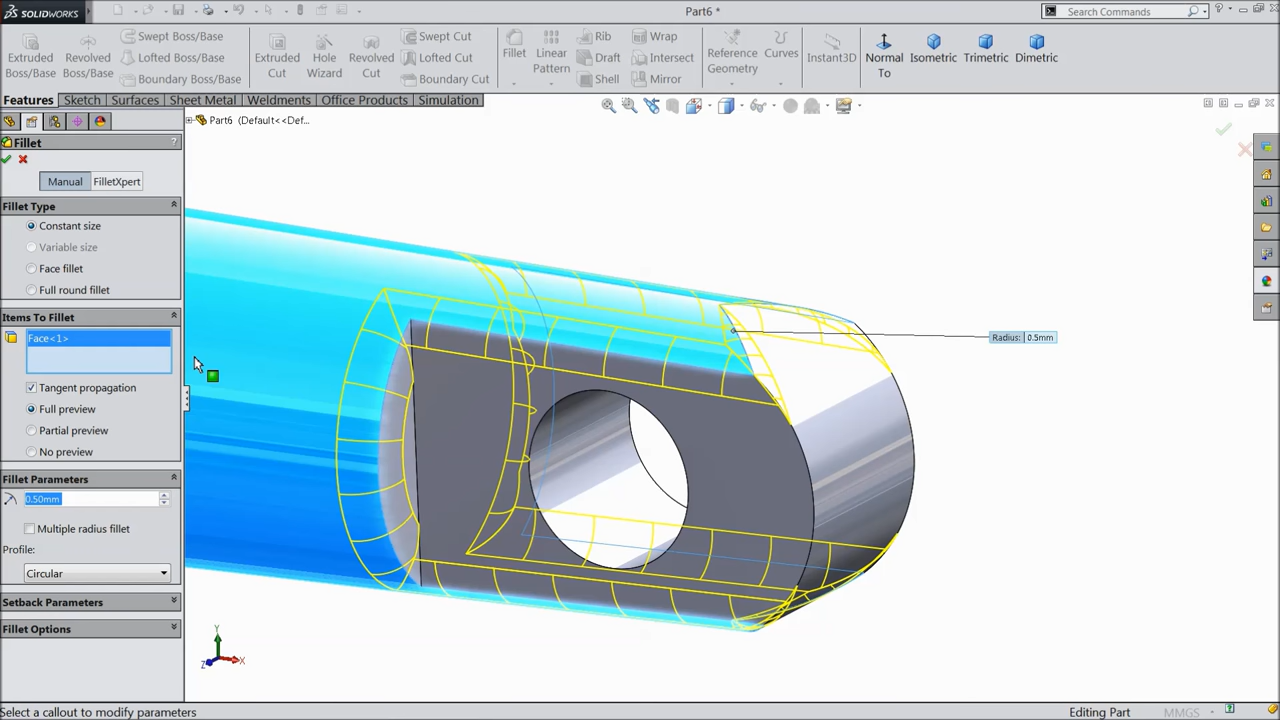 SOLIDWORKS
Part6 *
Search Commands
Extruded Boss/Base
Revolved Boss/Base
Swept Boss/Base
Lofted Boss/Base
Boundary Boss/Base
Extruded Cut
Hole Wizard
Revolved Cut
Swept Cut
Lofted Cut
Boundary Cut
Fillet
Linear Pattern
Rib
Draft
Shell
Wrap
Intersect
Mirror
Reference Geometry
Curves
Instant3D
Normal To
Isometric
Trimetric
Dimetric
Features
Sketch
Surfaces
Sheet Metal
Weldments
Office Products
Simulation
Part6 (Default<<Def...
Fillet
?
Manual
FilletXpert
Fillet Type
Constant size
Variable size
Face fillet
Full round fillet
Items To Fillet
Face<1>
Tangent propagation
Full preview
Partial preview
No preview
Fillet Parameters
0.50mm
Multiple radius fillet
Profile:
Circular
Setback Parameters
Fillet Options
Radius: 0.5mm
Y
X
Z
Select a callout to modify parameters
Editing Part
MMGS